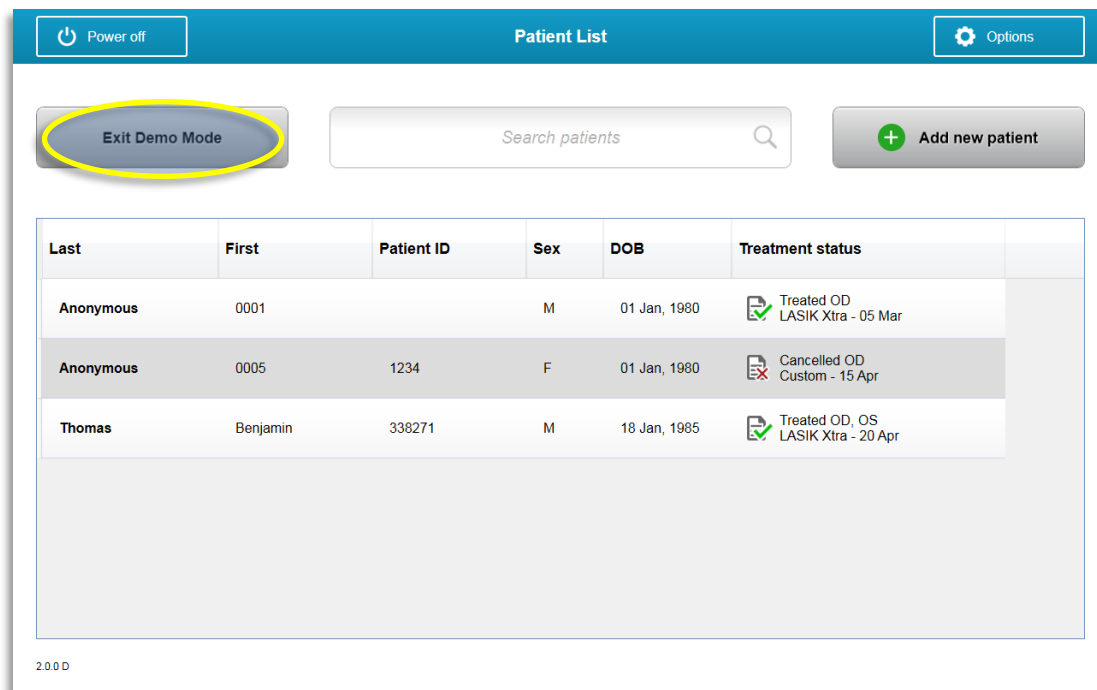 Power off
Patient List
Options
Exit Demo Mode
Search patients
Add new patient
Last First Patient ID Sex DOB Treatment status
Anonymous 0001 M 01 Jan, 1980 Treated OD
LASIK Xtra - 05 Mar
Anonymous 0005 1234 F 01 Jan, 1980 Cancelled OD
Custom - 15 Apr
Thomas Benjamin 338271 M 18 Jan, 1985 Treated OD, OS
LASIK Xtra - 20 Apr
2.0.0 D